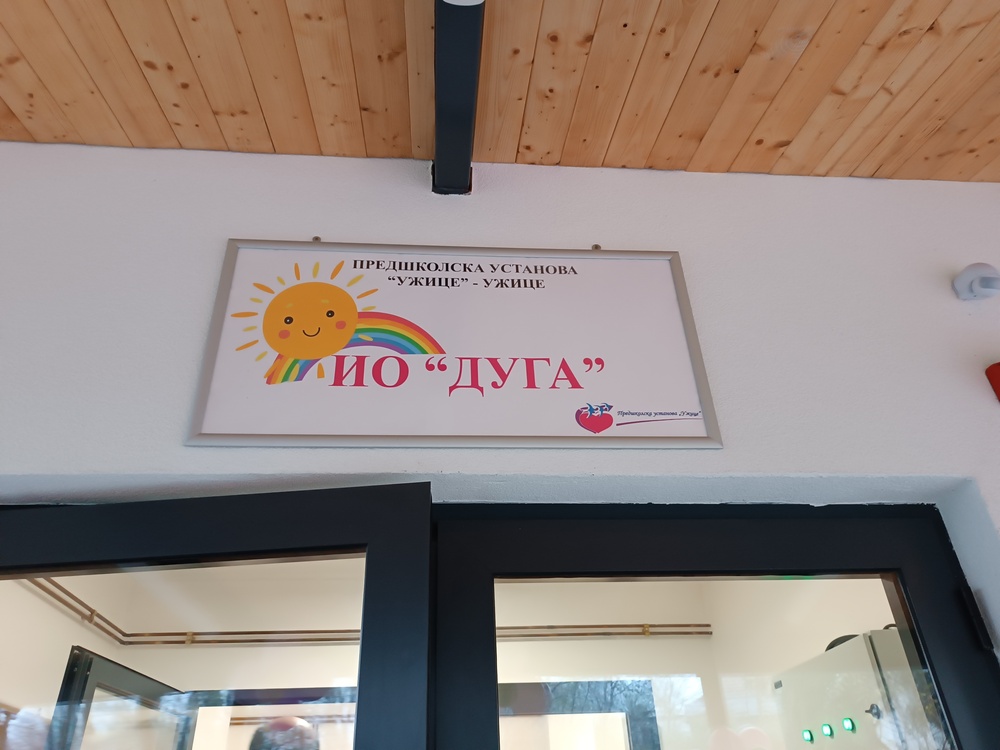 ПРЕДШКОЛСКА УСТАНОВА
“УЖИЦЕ” - УЖИЦЕ
ИО “ДУГА”
Предшколска установа „Ужице“